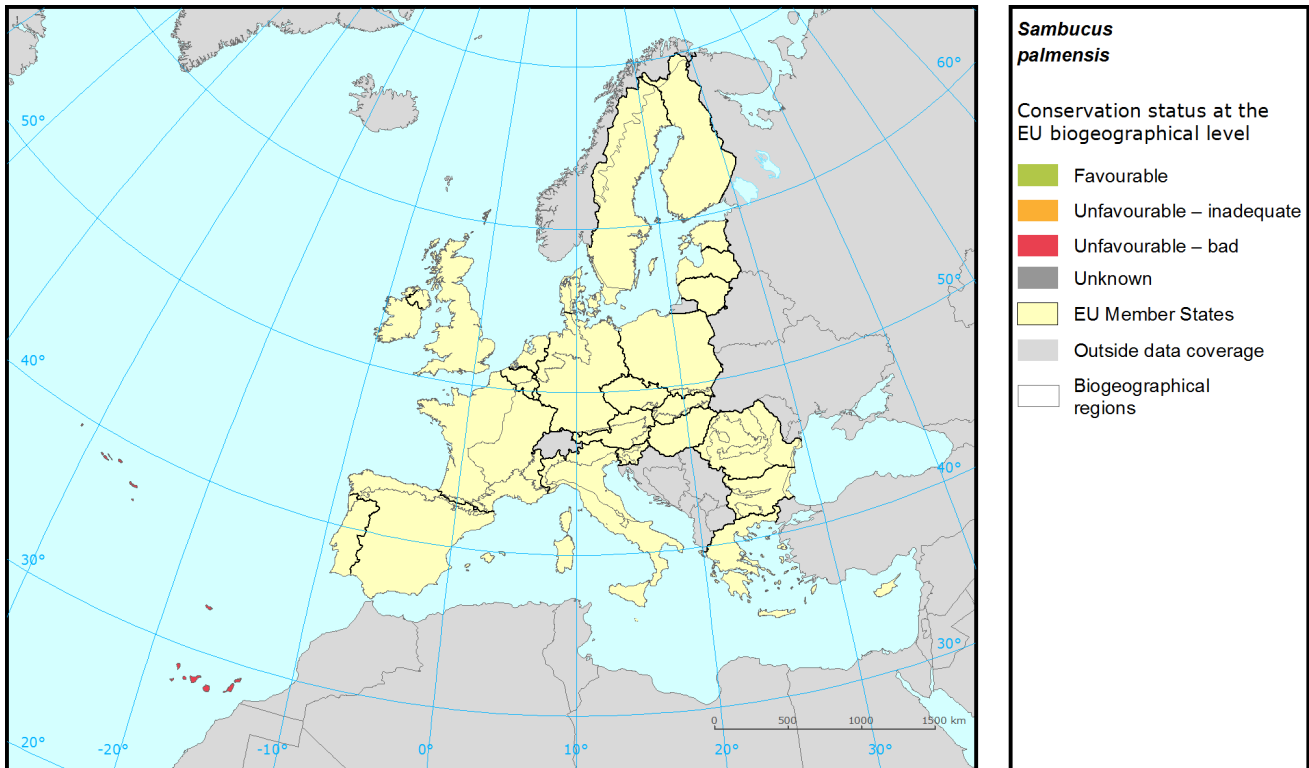 Sambucus
palmensis
Conservation status at the
EU biogeographical level
Favourable
Unfavourable – inadequate
Unfavourable – bad
Unknown
EU Member States
Outside data coverage
Biogeographical
regions
60°
50°
50°
40°
40°
30°
30°
20°
-20°
-10°
0°
10°
20°
30°
0
500
1000
1500 km